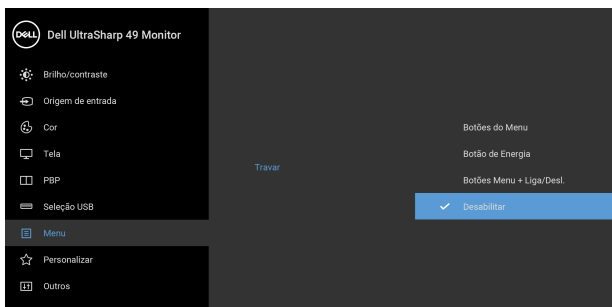 DELL
Dell UltraSharp 49 Monitor
Brilho/contraste
Origem de entrada
Cor
Tela
PBP
Seleção USB
Menu
Personalizar
Outros
Travar
Botões do Menu
Botão de Energia
Botões Menu + Liga/Desl.
Desabilitar